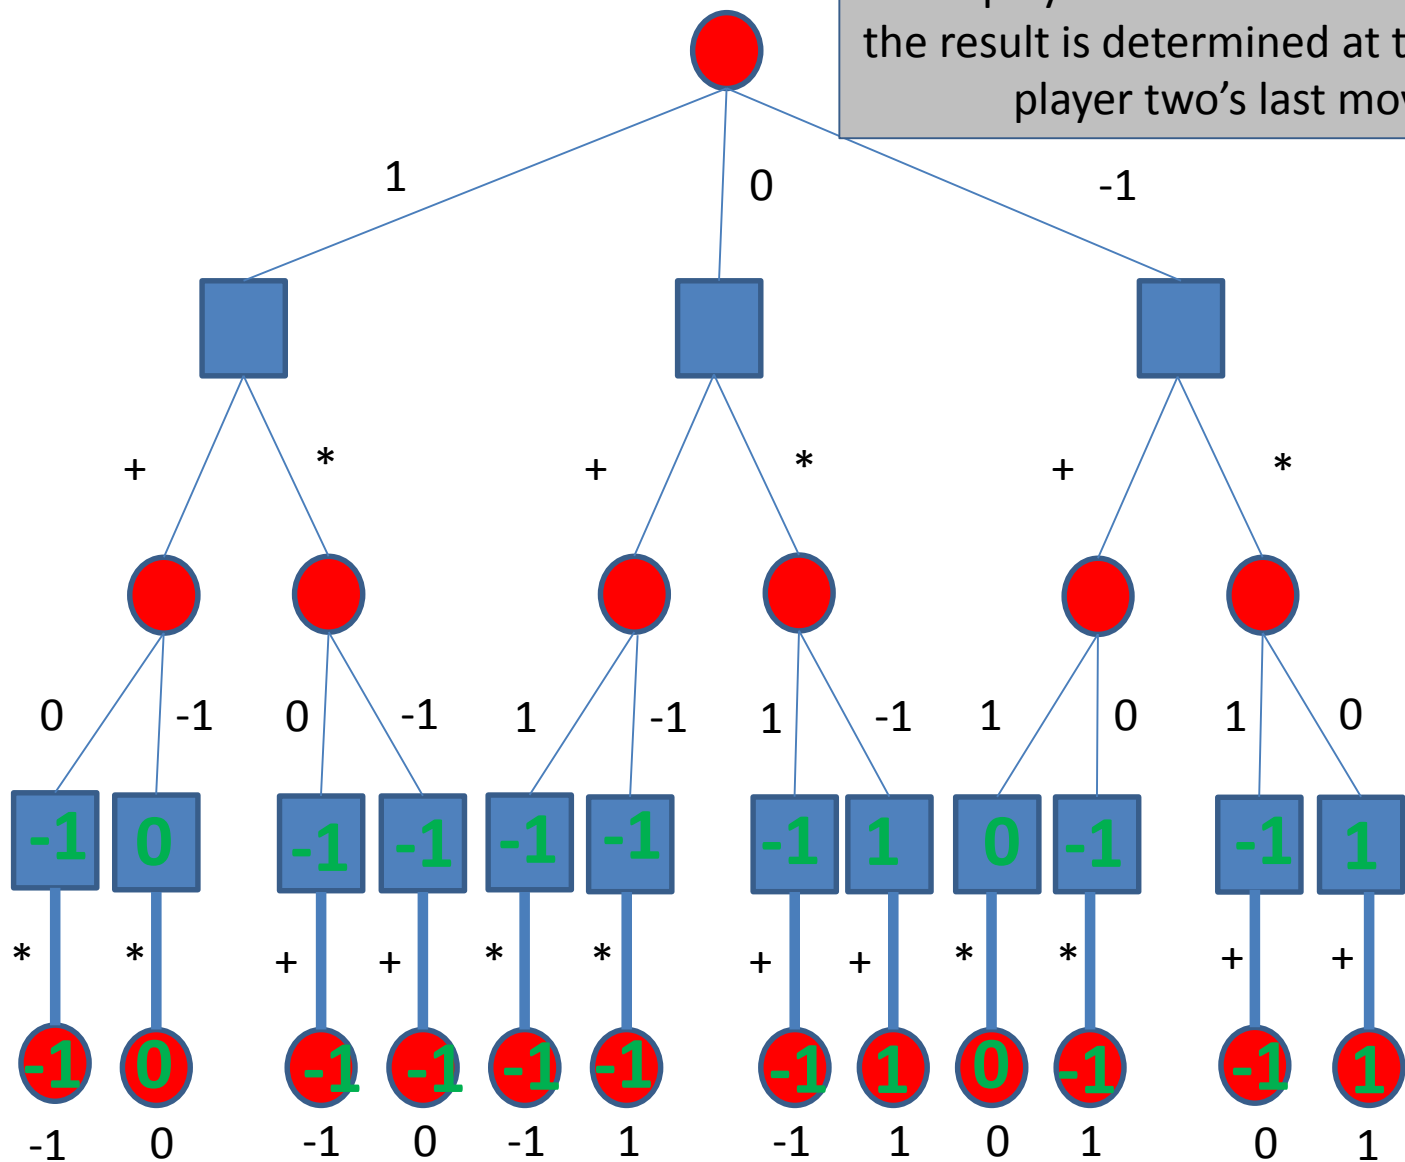 the result is determined at
player two's last
1 0 -1
+ * + * + *
0 -1 0 -1 1 -1 1 -1 1 0 1 0
-1 0 -1 -1 -1 -1 -1 1 0 -1 -1 1
* * + + * * + + * * + +
-1 0 -1 -1 -1 -1 -1 1 0 -1 -1 1
-1 0 -1 0 -1 1 -1 1 0 1 0 1